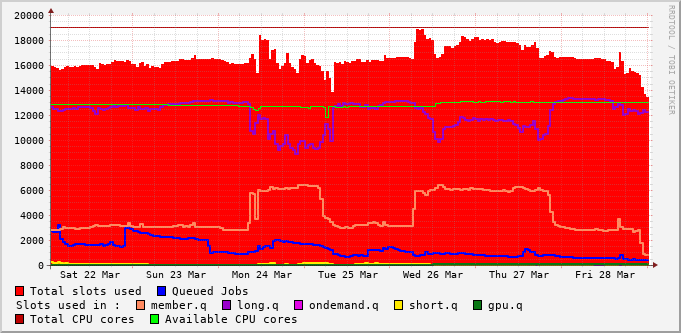 20000
18000
16000
14000
12000
10000
8000
6000
4000
2000
0
Sat 22 Mar Sun 23 Mar Mon 24 Mar Tue 25 Mar Wed 26 Mar Thu 27 Mar Fri 28 Mar
Total slots used Queued Jobs
Slots used in : member.q long.q ondemand.q short.q gpu.q
Total CPU cores Available CPU cores
RRDTOOL / TOBI OETIKER